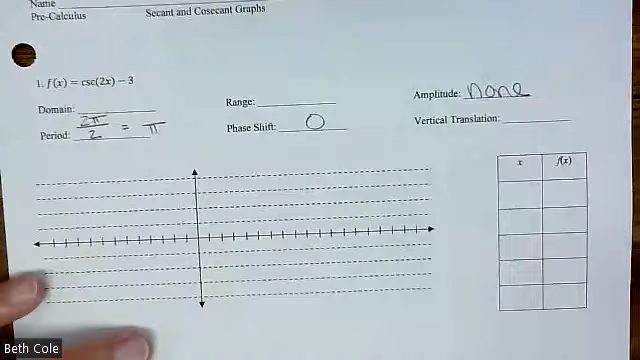 Name
Pre-Calculus Secant and Cosecant Graphs
1. f(x) = csc(2x) − 3
Domain: Range: Amplitude: none
Period: 2π/2 = π Phase Shift: 0 Vertical Translation:
x f(x)
Beth Cole